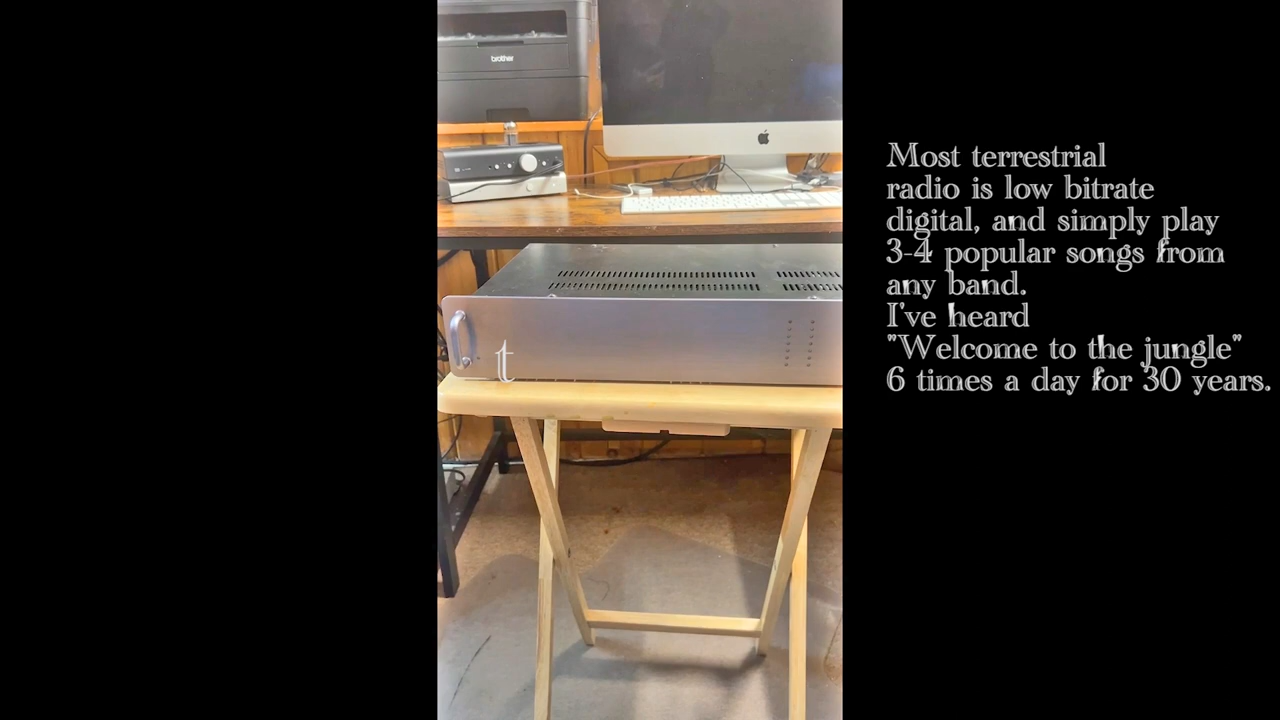 brother
Most terrestrial
radio is low bitrate
digital, and simply play
3-4 popular songs from
any band.
I've heard
"Welcome to the jungle"
6 times a day for 30 years.
t